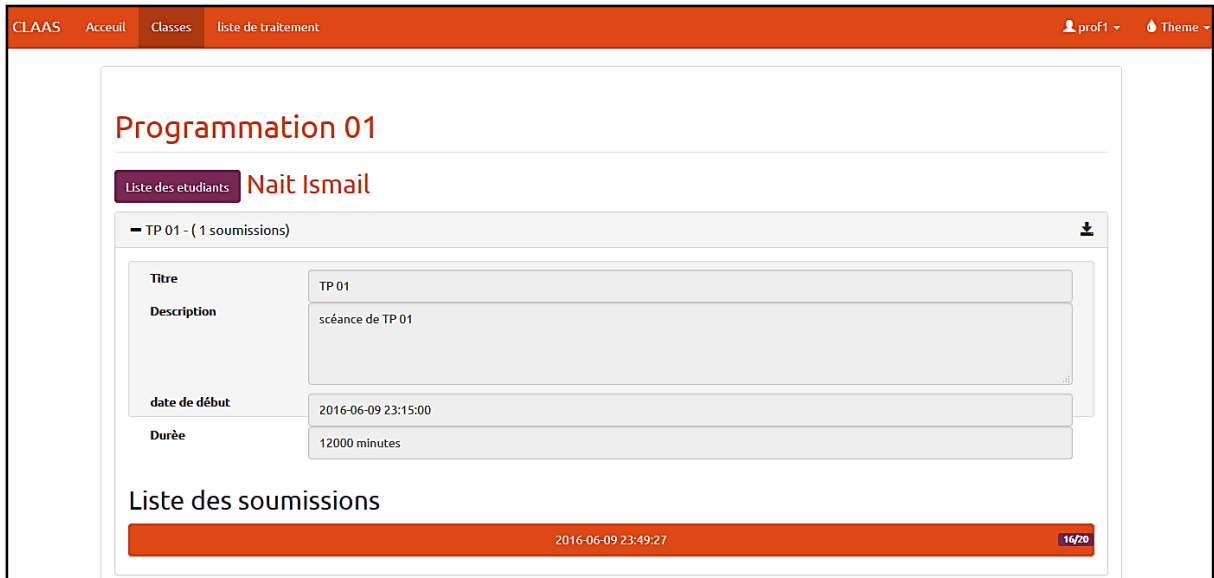 CLAAS Acceuil Classes liste de traitement prof1 Theme
Programmation 01
Liste des etudiants Nait Ismail
TP 01 - ( 1 soumissions)
Titre TP 01
Description scéance de TP 01
date de début 2016-06-09 23:15:00
Durèe 12000 minutes
Liste des soumissions
2016-06-09 23:49:27 16/20